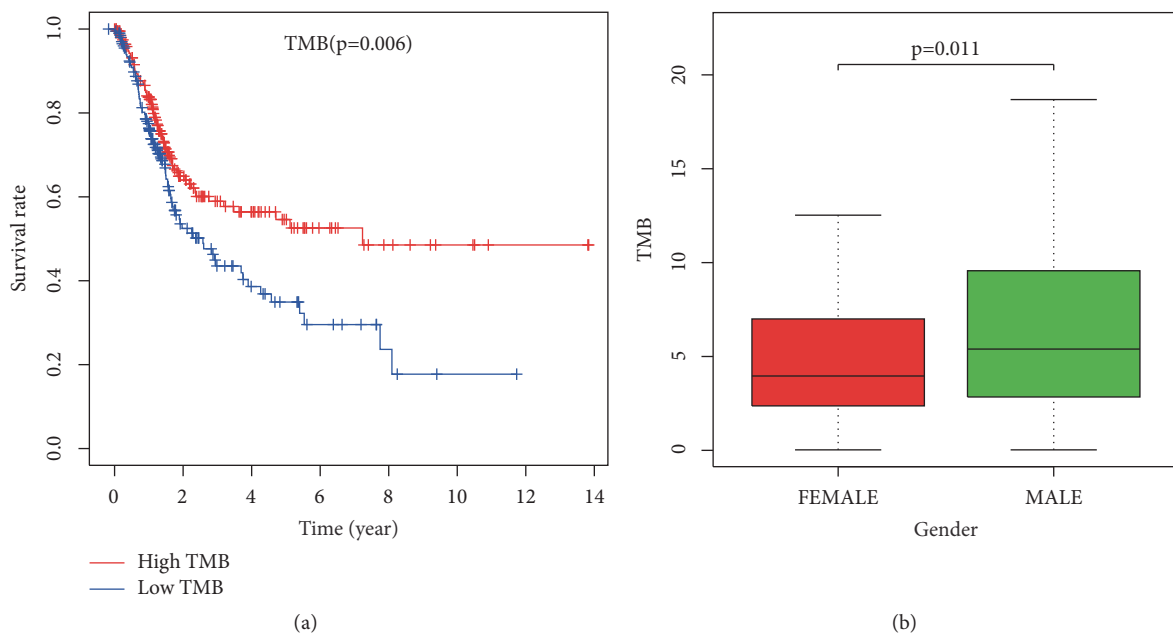 TMB(p=0.006)
Survival rate
1.0
0.8
0.6
0.4
0.2
0.0
0 2 4 6 8 10 12 14
Time (year)
High TMB
Low TMB
(a)
p=0.011
TMB
20
15
10
5
0
FEMALE MALE
Gender
(b)